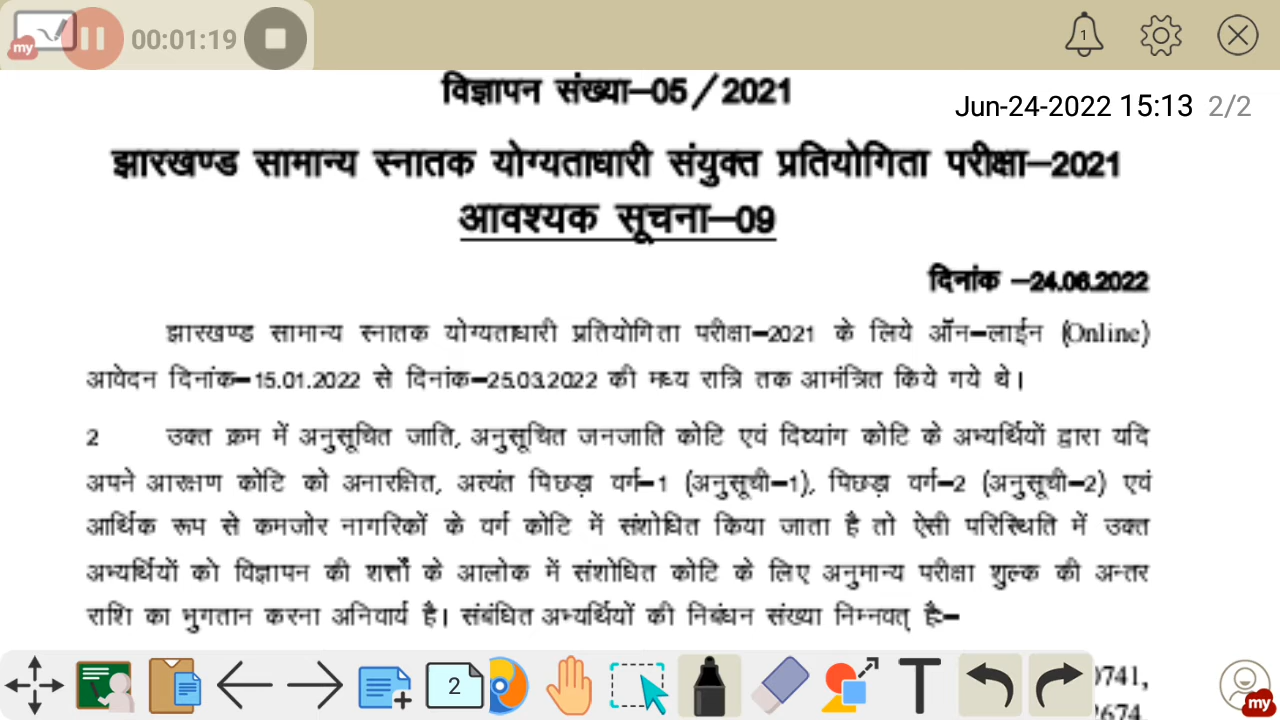 my 00:01:19 1
विज्ञापन संख्या–05/2021
Jun-24-2022 15:13 2/2
झारखण्ड सामान्य स्नातक योग्यताधारी संयुक्त प्रतियोगिता परीक्षा–2021
आवश्यक सूचना–09
दिनांक –24.06.2022
झारखण्ड सामान्य स्नातक योग्यताधारी प्रतियोगिता परीक्षा–2021 के लिये ऑन–लाईन (Online)
आवेदन दिनांक–15.01.2022 से दिनांक–25.03.2022 की मध्य रात्रि तक आमंत्रित किये गये थे।
2 उक्त क्रम में अनुसूचित जाति, अनुसूचित जनजाति कोटि एवं दिव्यांग कोटि के अभ्यर्थियों द्वारा यदि
अपने आरक्षण कोटि को अनारक्षित, अत्यंत पिछड़ा वर्ग–1 (अनुसूची–1), पिछड़ा वर्ग–2 (अनुसूची–2) एवं
आर्थिक रूप से कमजोर नागरिकों के वर्ग कोटि में संशोधित किया जाता है तो ऐसी परिस्थिति में उक्त
अभ्यर्थियों को विज्ञापन की शर्त्तों के आलोक में संशोधित कोटि के लिए अनुमान्य परीक्षा शुल्क की अन्तर
राशि का भुगतान करना अनिवार्य है। संबंधित अभ्यर्थियों की निबंधन संख्या निम्नवत् है:–
2 T 0741,
my